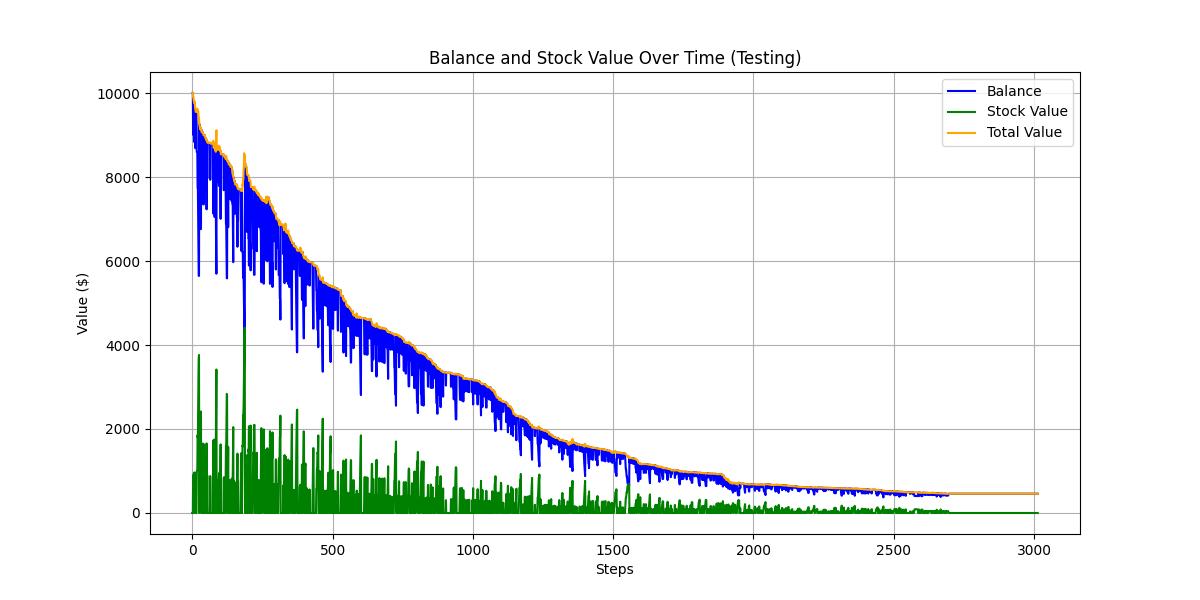 Balance and Stock Value Over Time (Testing)
Balance
Stock Value
Total Value
Value ($)
10000
8000
6000
4000
2000
0
0 500 1000 1500 2000 2500 3000
Steps